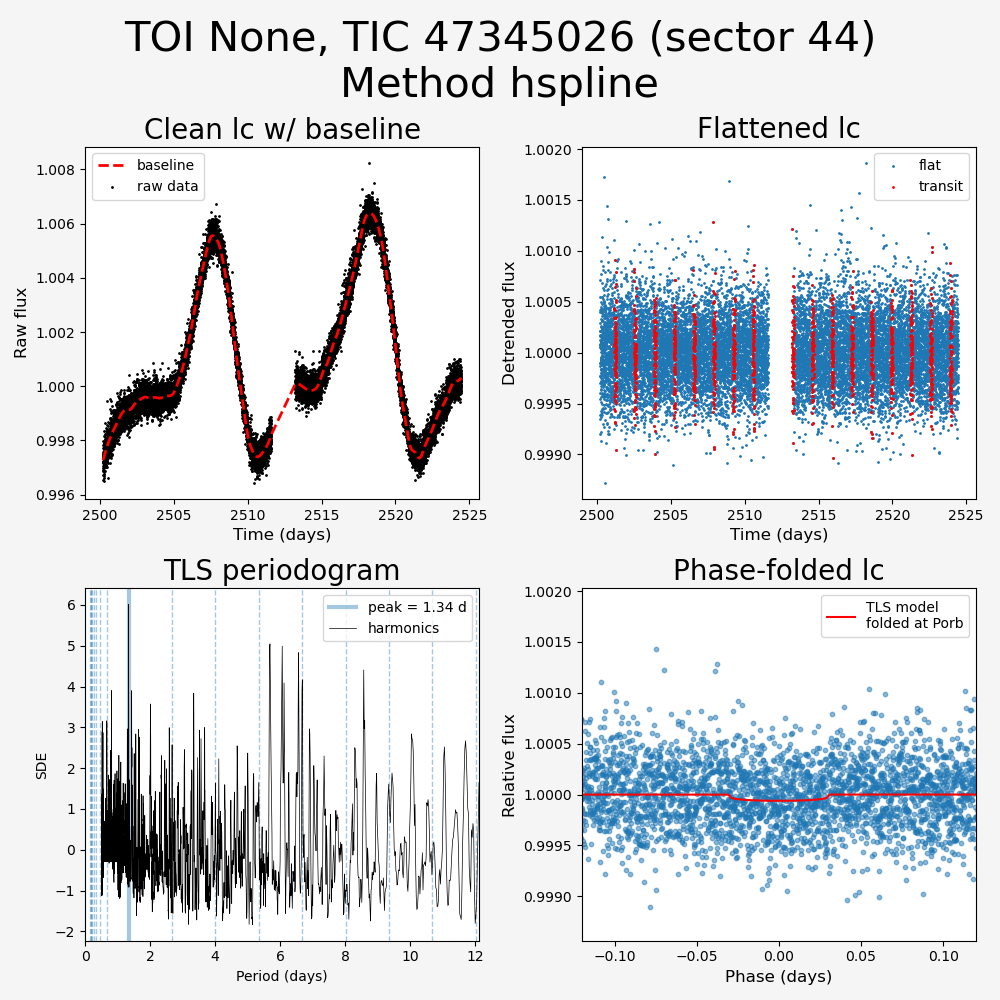 TOI None, TIC 47345026 (sector 44)
Method hspline
Clean lc w/ baseline
baseline
raw data
1.008
1.006
1.004
1.002
1.000
0.998
0.996
Raw flux
2500
2505
2510
2515
2520
2525
Time (days)
Flattened lc
flat
transit
1.0020
1.0015
1.0010
1.0005
1.0000
0.9995
0.9990
Detrended flux
2500
2505
2510
2515
2520
2525
Time (days)
TLS periodogram
peak = 1.34 d
harmonics
6
5
4
3
2
1
0
−1
−2
SDE
0
2
4
6
8
10
12
Period (days)
Phase-folded lc
TLS model
folded at Porb
1.0020
1.0015
1.0010
1.0005
1.0000
0.9995
0.9990
Relative flux
−0.10
−0.05
0.00
0.05
0.10
Phase (days)